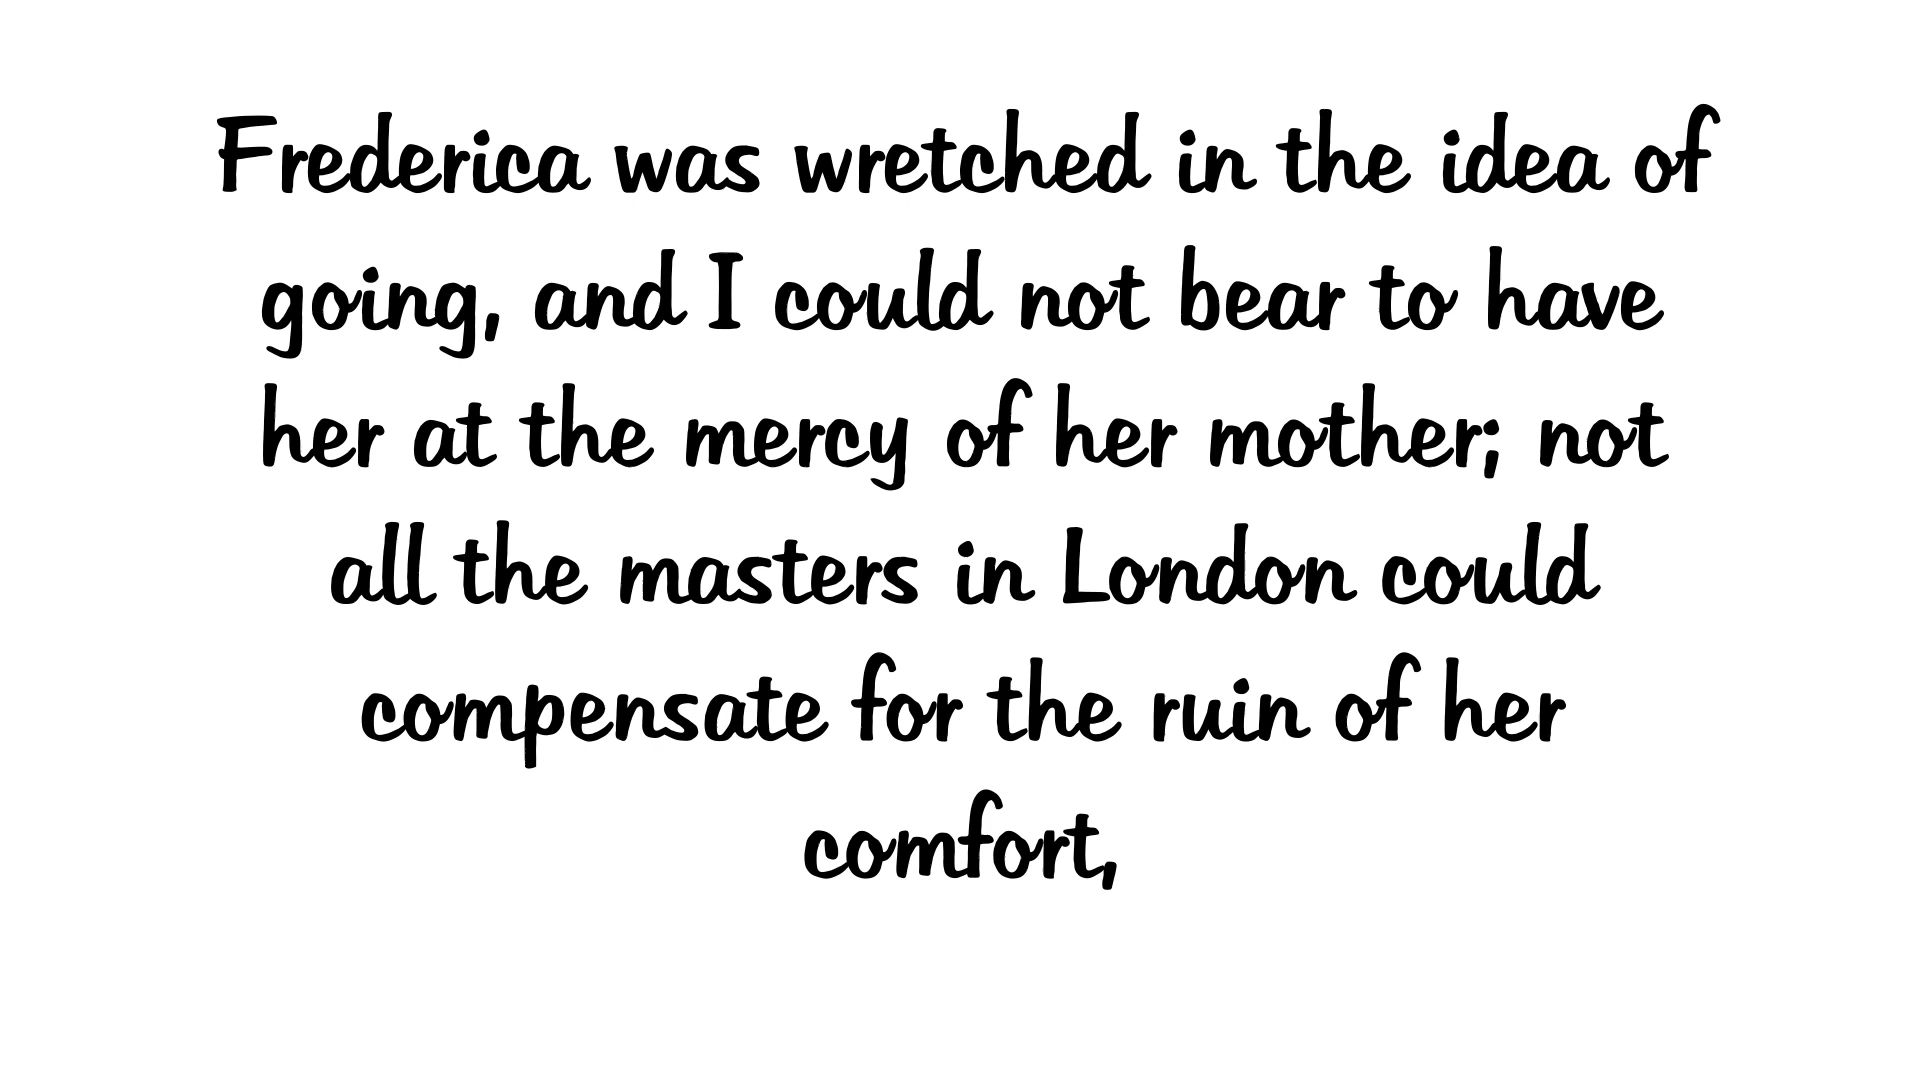 Frederica was wretched in the idea of
going, and I could not bear to have
her at the mercy of her mother; not
all the masters in London could
compensate for the ruin of her
comfort,